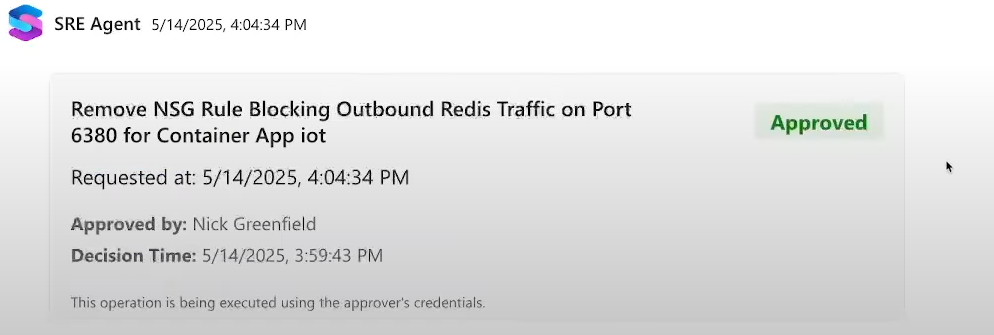 SRE Agent 5/14/2025, 4:04:34 PM
Remove NSG Rule Blocking Outbound Redis Traffic on Port
6380 for Container App iot
Approved
Requested at: 5/14/2025, 4:04:34 PM
Approved by: Nick Greenfield
Decision Time: 5/14/2025, 3:59:43 PM
This operation is being executed using the approver's credentials.